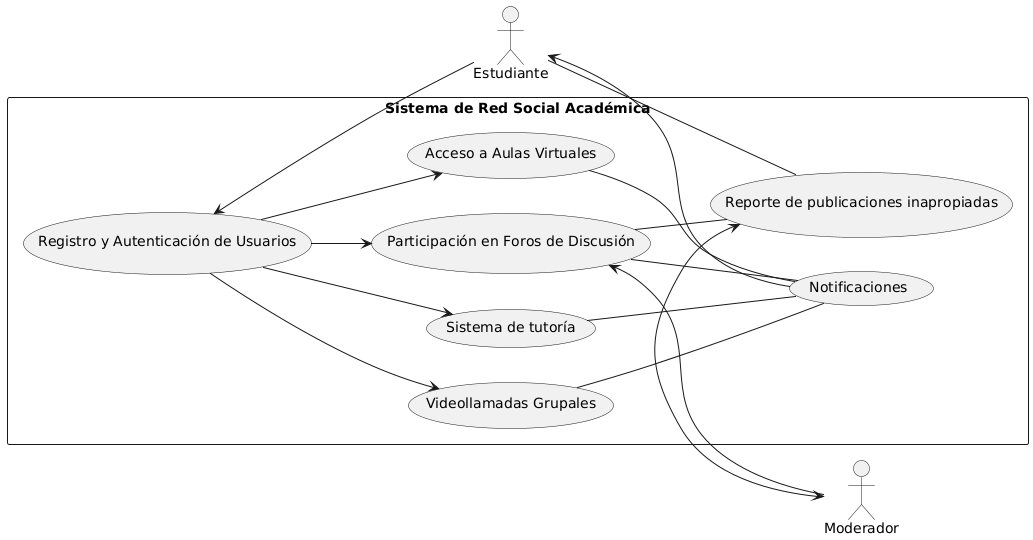 Estudiante
Sistema de Red Social Académica
Acceso a Aulas Virtuales
Reporte de publicaciones inapropiadas
Registro y Autenticación de Usuarios
Participación en Foros de Discusión
Notificaciones
Sistema de tutoría
Videollamadas Grupales
Moderador